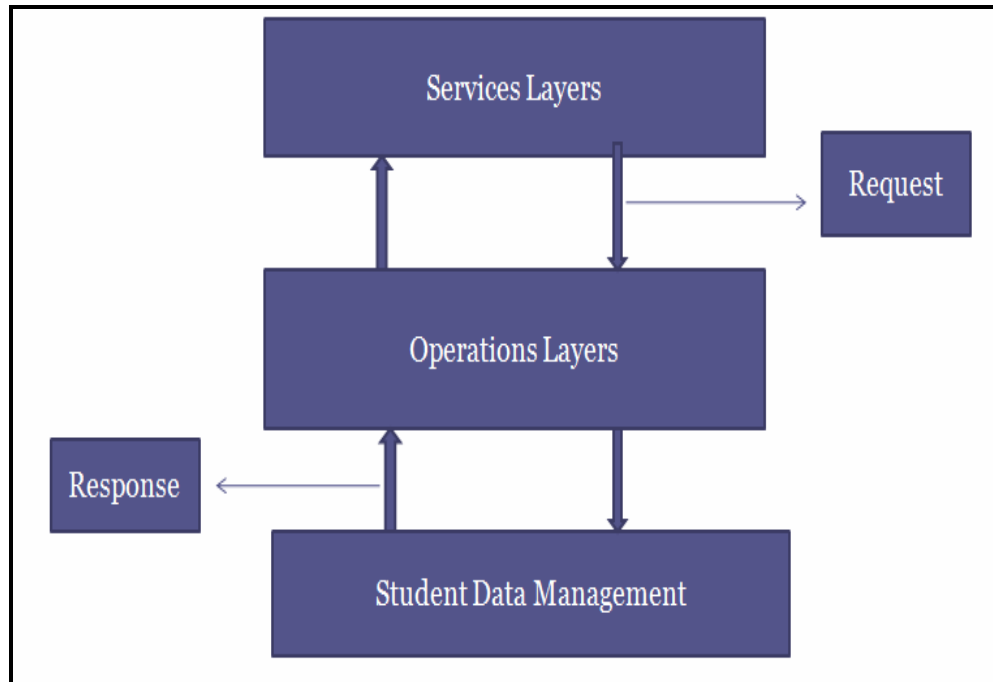 Services Layers
Request
Operations Layers
Response
Student Data Management